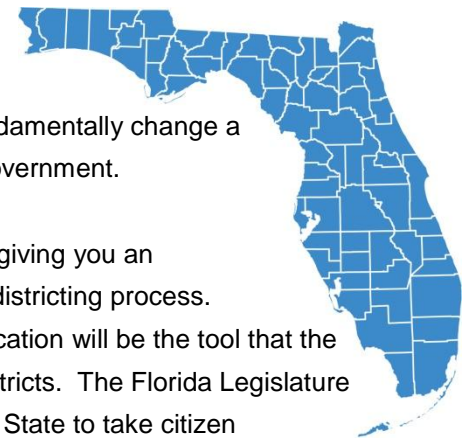 damentally change a
overnment.
giving you an
districting process.
cation will be the tool that the
tricts.  The Florida Legislature
State to take citizen